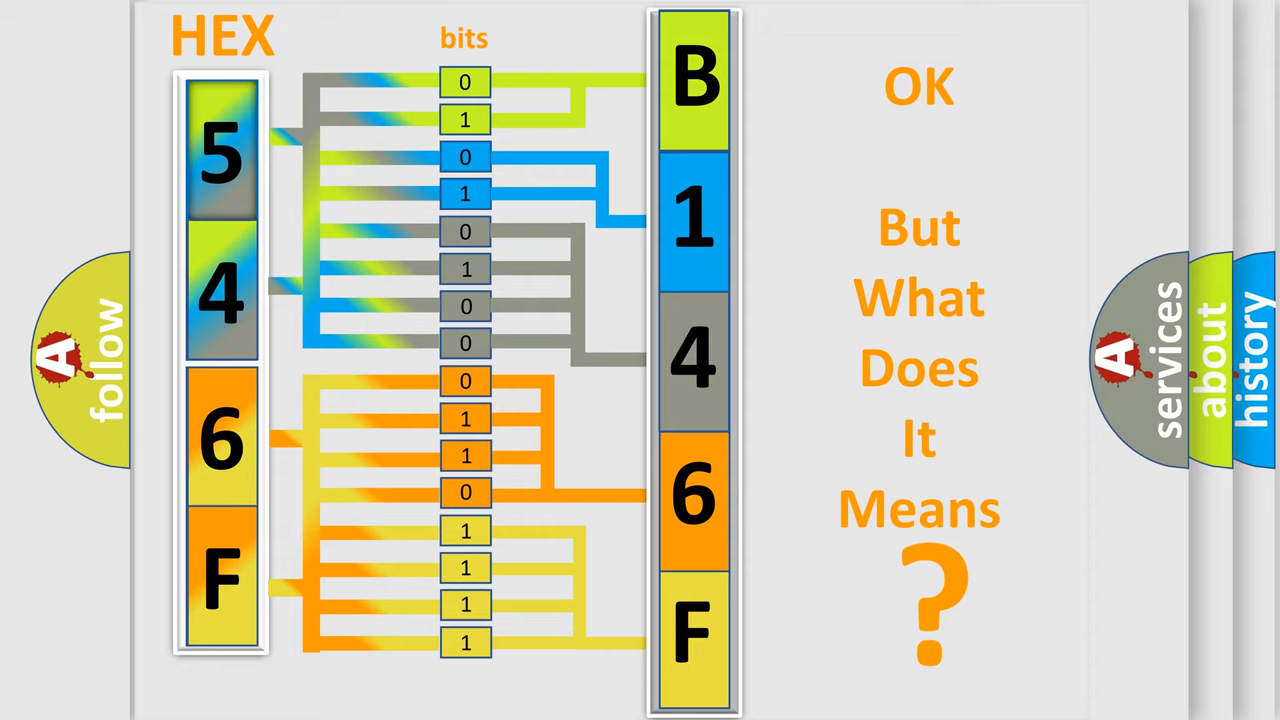 HEX
bits
5
4
6
F
0
1
0
1
0
1
0
0
0
1
1
0
1
1
1
1
B
1
4
6
F
OK
But
What
Does
It
Means
?
A
follow
A
services
about
history